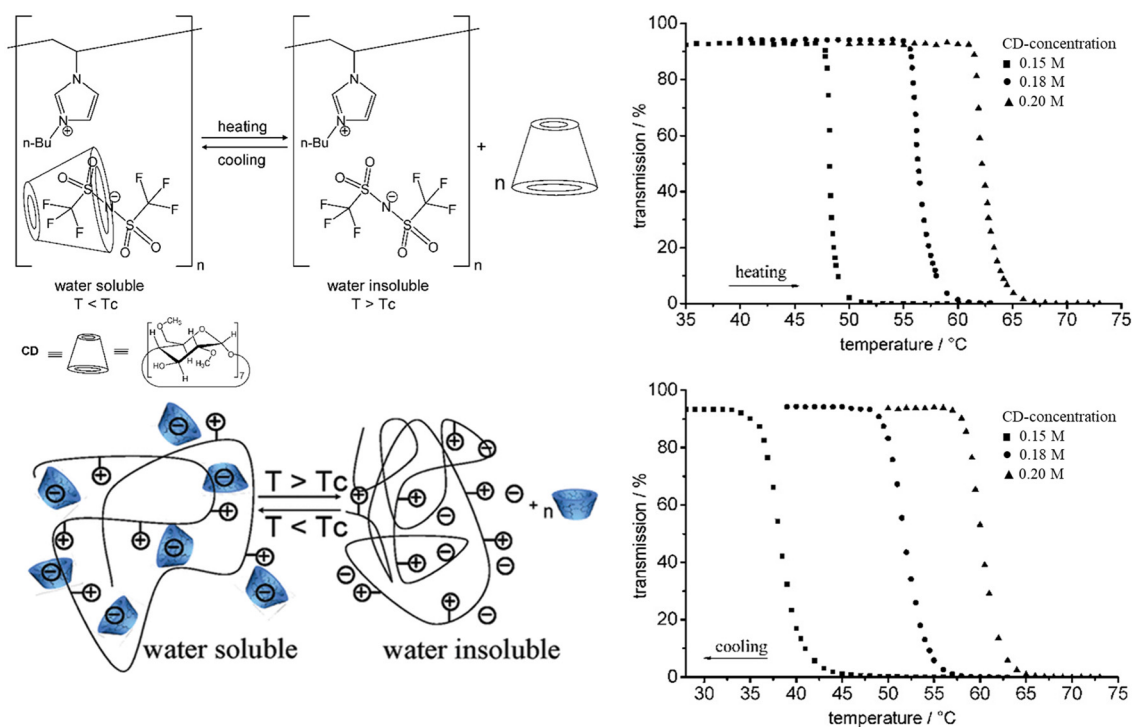 N
N
⊕
n-Bu
O
O
S
F
F
F
⊖
N
F
F
F
S
O
O
n
water soluble
T < Tc
heating
cooling
N
N
⊕
n-Bu
O
O
S
F
F
F
⊖
N
F
F
F
S
O
O
n
water insoluble
T > Tc
+
n
CD ≡ ≡
OCH₃
H
O
H
HO
H
H
H₃C
O
H
O
7
T > Tc
T < Tc
+ n
water soluble
water insoluble
100
80
60
40
20
0
transmission / %
CD-concentration
■ 0.15 M
● 0.18 M
▲ 0.20 M
heating
35 40 45 50 55 60 65 70 75
temperature / °C
100
80
60
40
20
0
transmission / %
CD-concentration
■ 0.15 M
● 0.18 M
▲ 0.20 M
cooling
30 35 40 45 50 55 60 65 70 75
temperature / °C